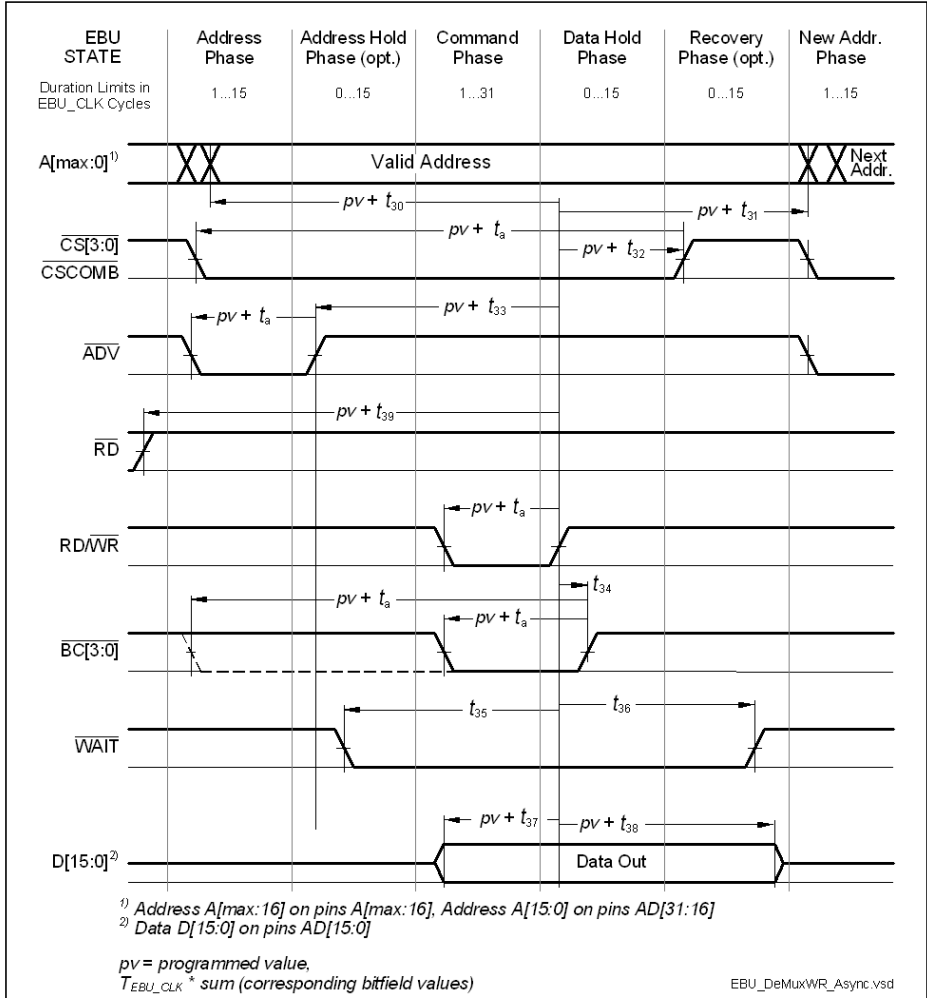 EBU STATE
Address Phase
Address Hold Phase (opt.)
Command Phase
Data Hold Phase
Recovery Phase (opt.)
New Addr. Phase
Duration Limits in EBU_CLK Cycles
1...15
0...15
1...31
0...15
0...15
1...15
A[max:0]1)
Valid Address
Next Addr.
pv + t30
pv + t31
pv + ta
CS[3:0]
pv + t32
CSCOMB
pv + ta
pv + t33
ADV
pv + t39
RD
pv + ta
RD/WR
t34
pv + ta
pv + ta
BC[3:0]
t35
t36
WAIT
pv + t37
pv + t38
D[15:0]2)
Data Out
1) Address A[max:16] on pins A[max:16], Address A[15:0] on pins AD[31:16]
2) Data D[15:0] on pins AD[15:0]
pv = programmed value,
TEBU_CLK * sum (corresponding bitfield values)
EBU_DeMuxWR_Async.vsd